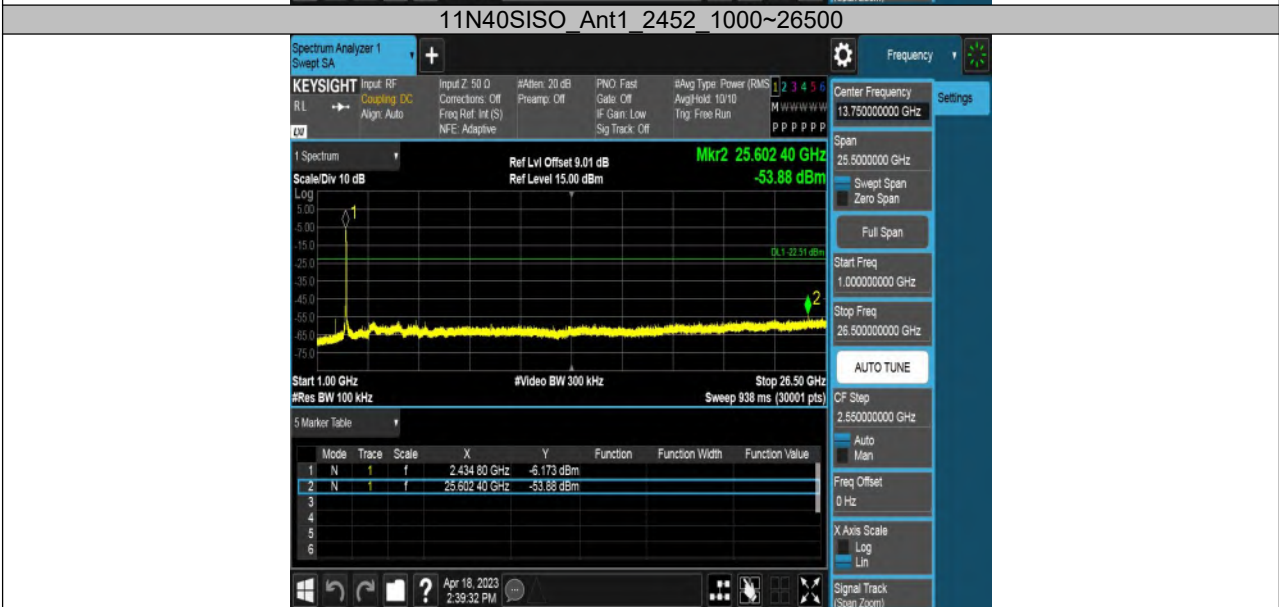 11N40SISO_Ant1_2452_1000~26500
Spectrum Analyzer 1
Swept SA
+
Frequency
KEYSIGHT
RL
LXI
Input: RF
Coupling: DC
Align: Auto
Input Z: 50 Ω
Corrections: Off
Freq Ref: Int (S)
NFE: Adaptive
#Atten: 20 dB
Preamp: Off
PNO: Fast
Gate: Off
IF Gain: Low
Sig Track: Off
#Avg Type: Power (RMS
Avg|Hold: 10/10
Trig: Free Run
1 2 3 4 5 6
M W W W W W
P P P P P P
Center Frequency
13.750000000 GHz
Settings
1 Spectrum
Scale/Div 10 dB
Ref Lvl Offset 9.01 dB
Ref Level 15.00 dBm
Mkr2 25.602 40 GHz
-53.88 dBm
Span
25.5000000 GHz
Swept Span
Zero Span
Full Span
Log
5.00
-5.00
-15.0
-25.0
-35.0
-45.0
-55.0
-65.0
-75.0
1
DL1 -22.51 dBm
2
Start Freq
1.000000000 GHz
Stop Freq
26.500000000 GHz
AUTO TUNE
Start 1.00 GHz
#Res BW 100 kHz
#Video BW 300 kHz
Stop 26.50 GHz
Sweep 938 ms (30001 pts)
CF Step
2.550000000 GHz
Auto
Man
5 Marker Table
Mode Trace Scale X Y Function Function Width Function Value
1 N 1 f 2.434 80 GHz -6.173 dBm
2 N 1 f 25.602 40 GHz -53.88 dBm
3
4
5
6
Freq Offset
0 Hz
X Axis Scale
Log
Lin
Signal Track
(Span Zoom)
?
Apr 18, 2023
2:39:32 PM